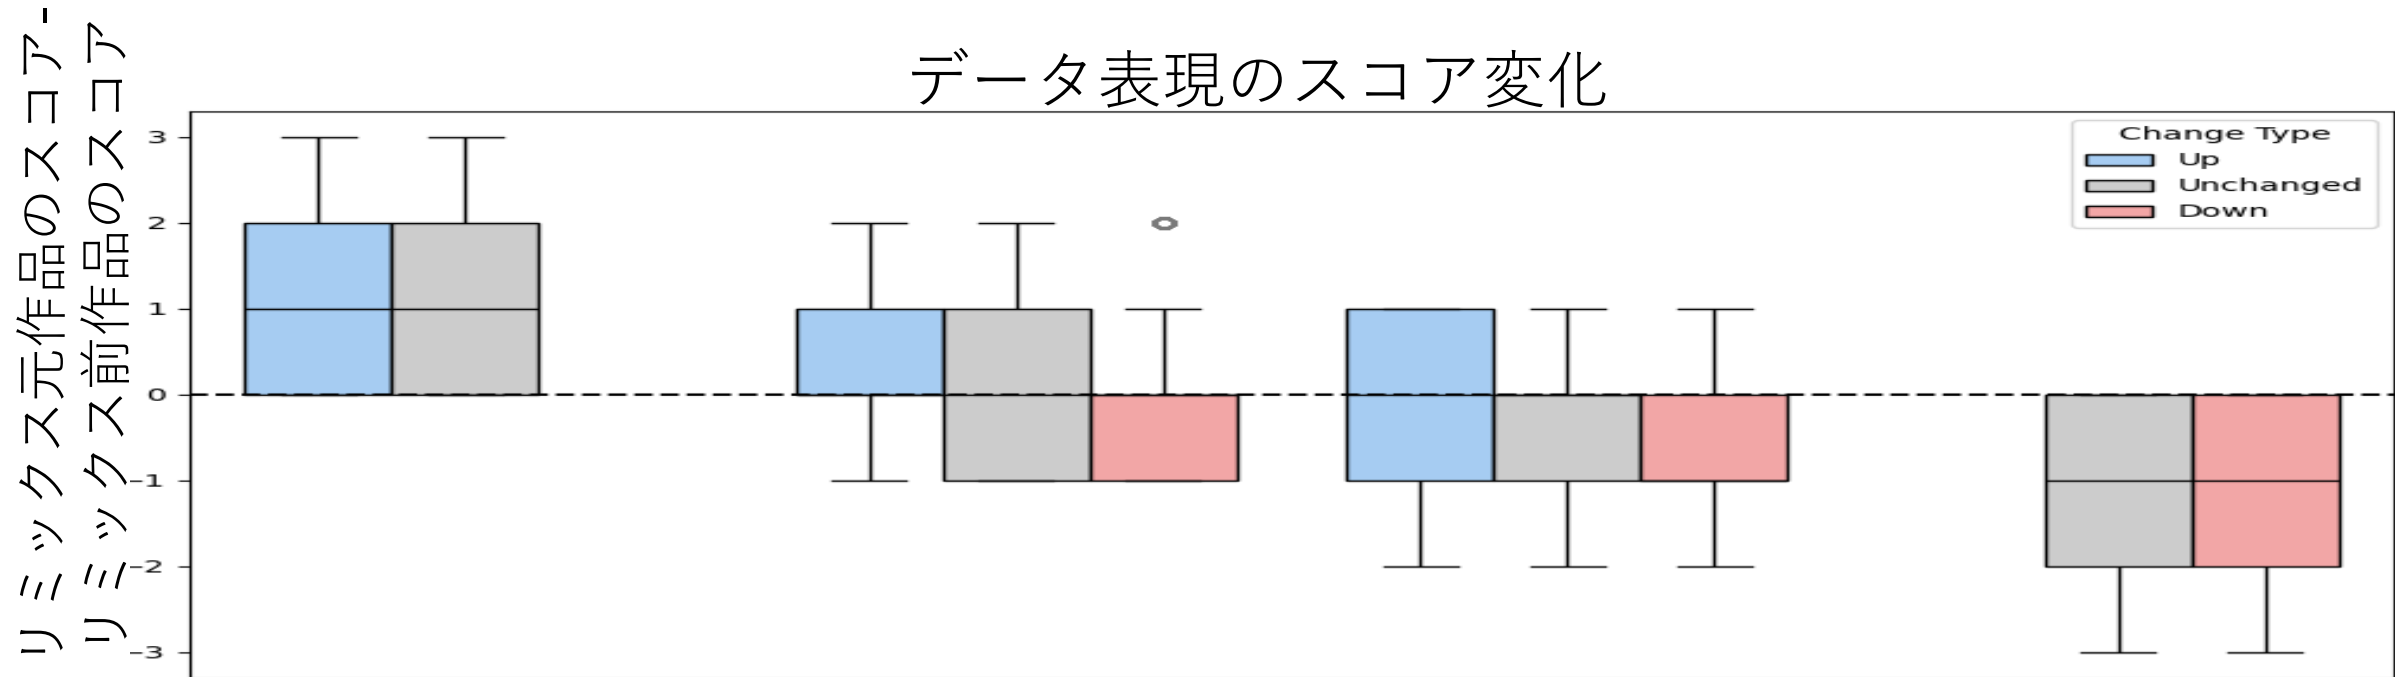 データ表現のスコア変化
リミックス元作品のスコア-
リミックス前作品のスコア
3
2
1
0
-1
-2
-3
Change Type
Up
Unchanged
Down